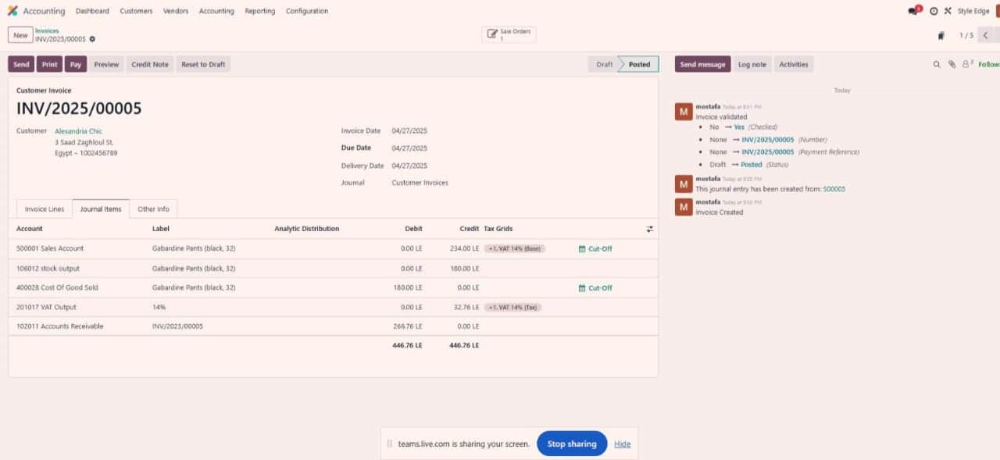 Accounting Dashboard Customers Vendors Accounting Reporting Configuration
5 Style Edge
New Invoices
INV/2025/00005
Sale Orders
1
1 / 5
Send Print Pay Preview Credit Note Reset to Draft
Draft Posted
Send message Log note Activities
2 Follow
Customer Invoice
INV/2025/00005
Customer Alexandria Chic
3 Saad Zaghloul St,
Egypt – 1002456789
Invoice Date 04/27/2025
Due Date 04/27/2025
Delivery Date 04/27/2025
Journal Customer Invoices
Invoice Lines Journal Items Other Info
Account Label Analytic Distribution Debit Credit Tax Grids
500001 Sales Account Gabardine Pants (black, 32) 0.00 LE 234.00 LE +1. VAT 14% (Base) Cut-Off
106012 stock output Gabardine Pants (black, 32) 0.00 LE 180.00 LE
400028 Cost Of Good Sold Gabardine Pants (black, 32) 180.00 LE 0.00 LE Cut-Off
201017 VAT Output 14% 0.00 LE 32.76 LE +1. VAT 14% (Tax)
102011 Accounts Receivable INV/2025/00005 266.76 LE 0.00 LE
446.76 LE 446.76 LE
Today
M
mostafa Today at
Invoice validated
• No → Yes (Checked)
• None → INV/2025/00005 (Number)
• None → INV/2025/00005 (Payment Reference)
• Draft → Posted (Status)
M
mostafa Today at
This journal entry has been created from: S00005
M
mostafa Today at
Invoice Created
teams.live.com is sharing your screen. Stop sharing Hide